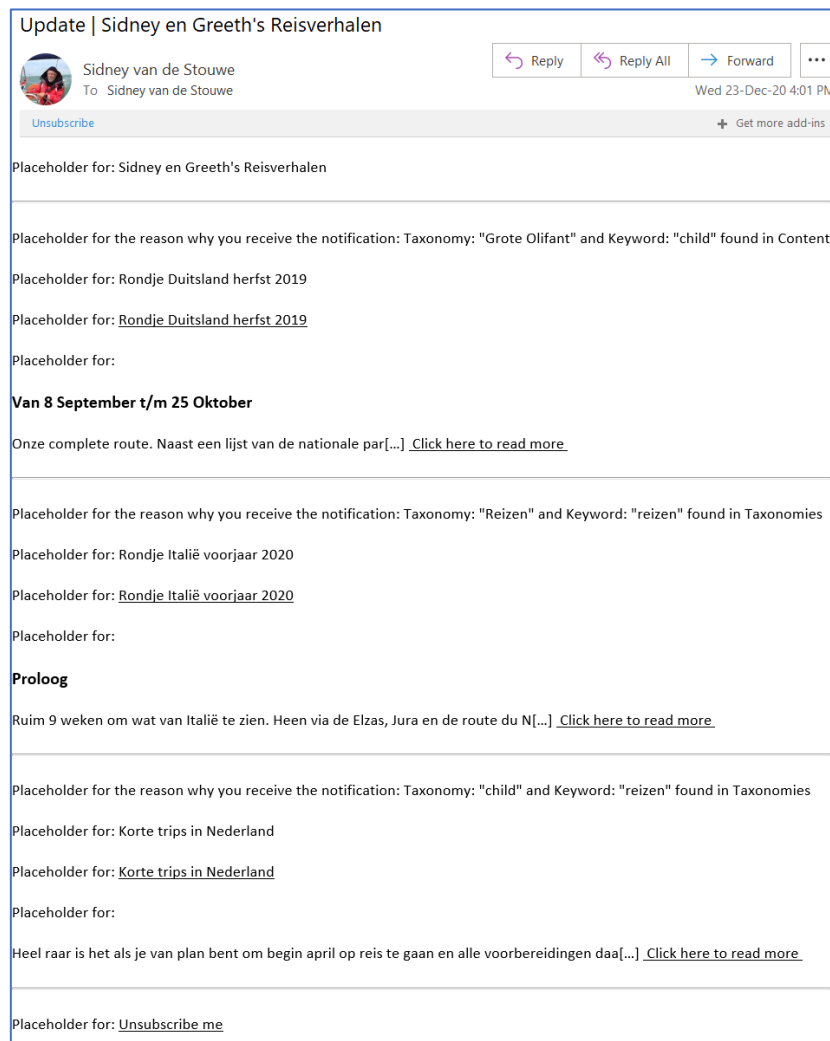 Update | Sidney en Greeth's Reisverhalen
Reply
Reply All
Forward
Sidney van de Stouwe
To Sidney van de Stouwe
Wed 23-Dec-20 4:01 PM
Unsubscribe
+ Get more add-ins
Placeholder for: Sidney en Greeth's Reisverhalen
Placeholder for the reason why you receive the notification: Taxonomy: "Grote Olifant" and Keyword: "child" found in Content
Placeholder for: Rondje Duitsland herfst 2019
Placeholder for: Rondje Duitsland herfst 2019
Placeholder for:
Van 8 September t/m 25 Oktober
Onze complete route. Naast een lijst van de nationale par[…] Click here to read more
Placeholder for the reason why you receive the notification: Taxonomy: "Reizen" and Keyword: "reizen" found in Taxonomies
Placeholder for: Rondje Italië voorjaar 2020
Placeholder for: Rondje Italië voorjaar 2020
Placeholder for:
Proloog
Ruim 9 weken om wat van Italië te zien. Heen via de Elzas, Jura en de route du N[…] Click here to read more
Placeholder for the reason why you receive the notification: Taxonomy: "child" and Keyword: "reizen" found in Taxonomies
Placeholder for: Korte trips in Nederland
Placeholder for: Korte trips in Nederland
Placeholder for:
Heel raar is het als je van plan bent om begin april op reis te gaan en alle voorbereidingen daa[…] Click here to read more
Placeholder for: Unsubscribe me